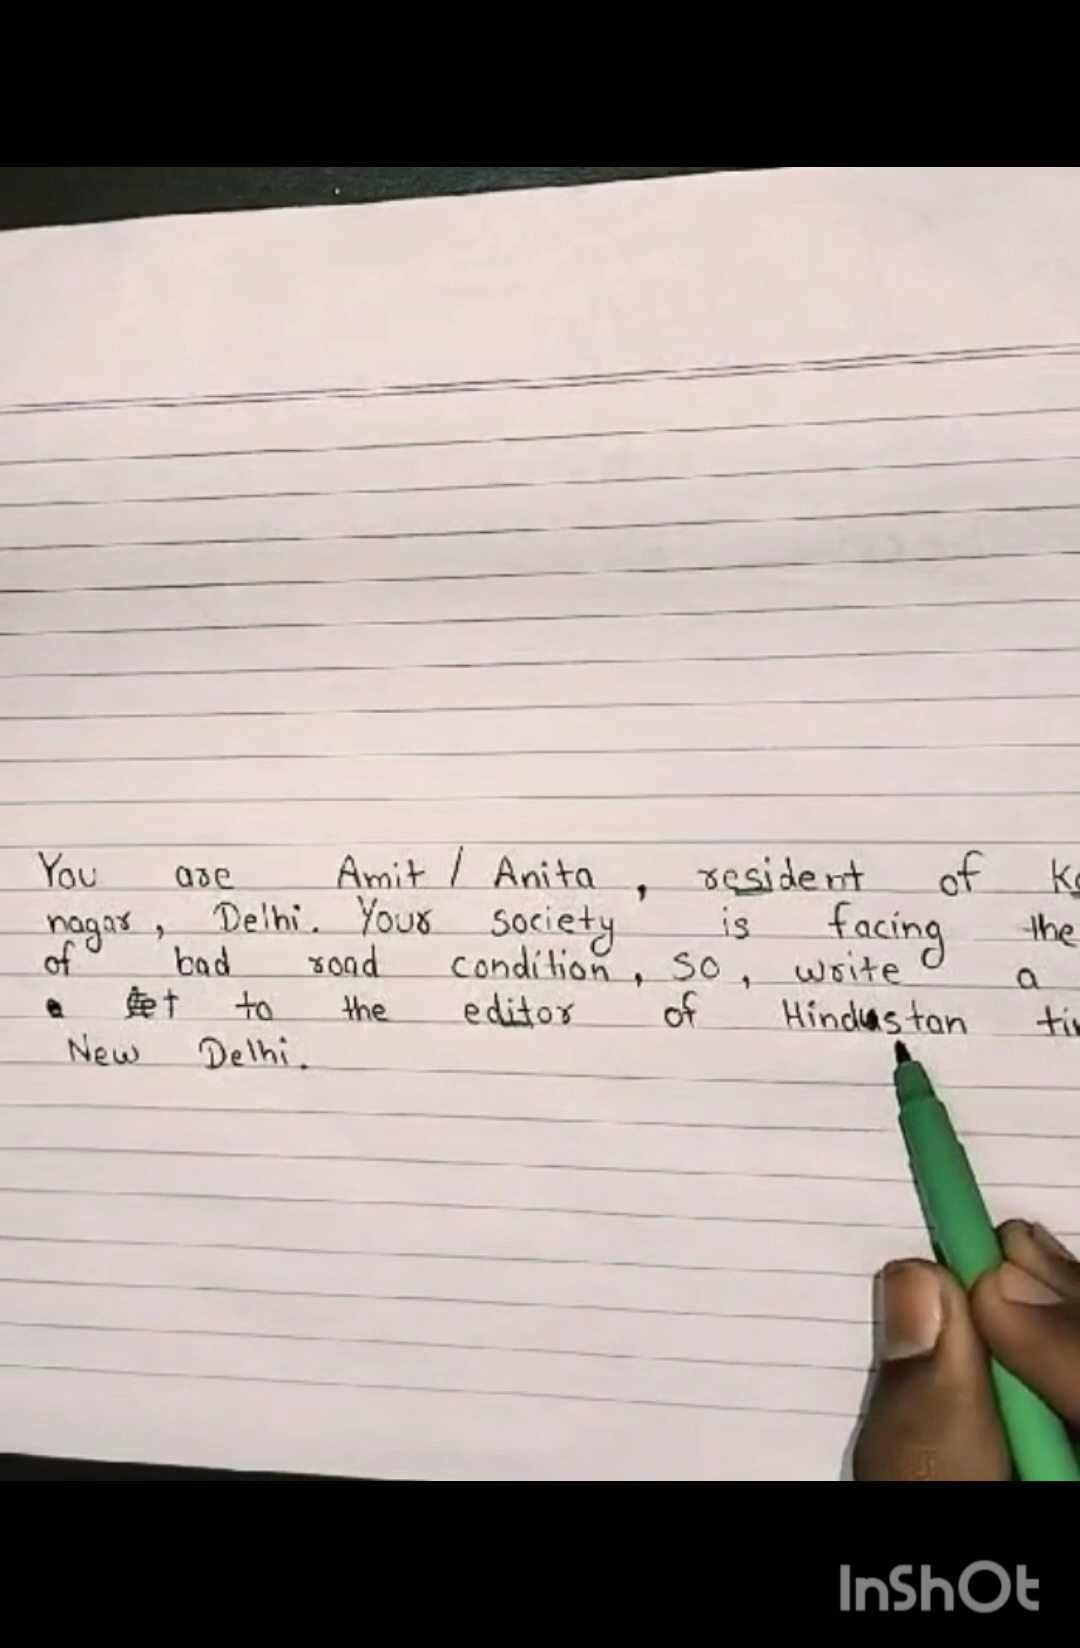 You are Amit / Anita, resident of
nagar, Delhi. Your society is facing the
of bad road condition, so, write a
to the editor of Hindustan
New Delhi.
InShOt